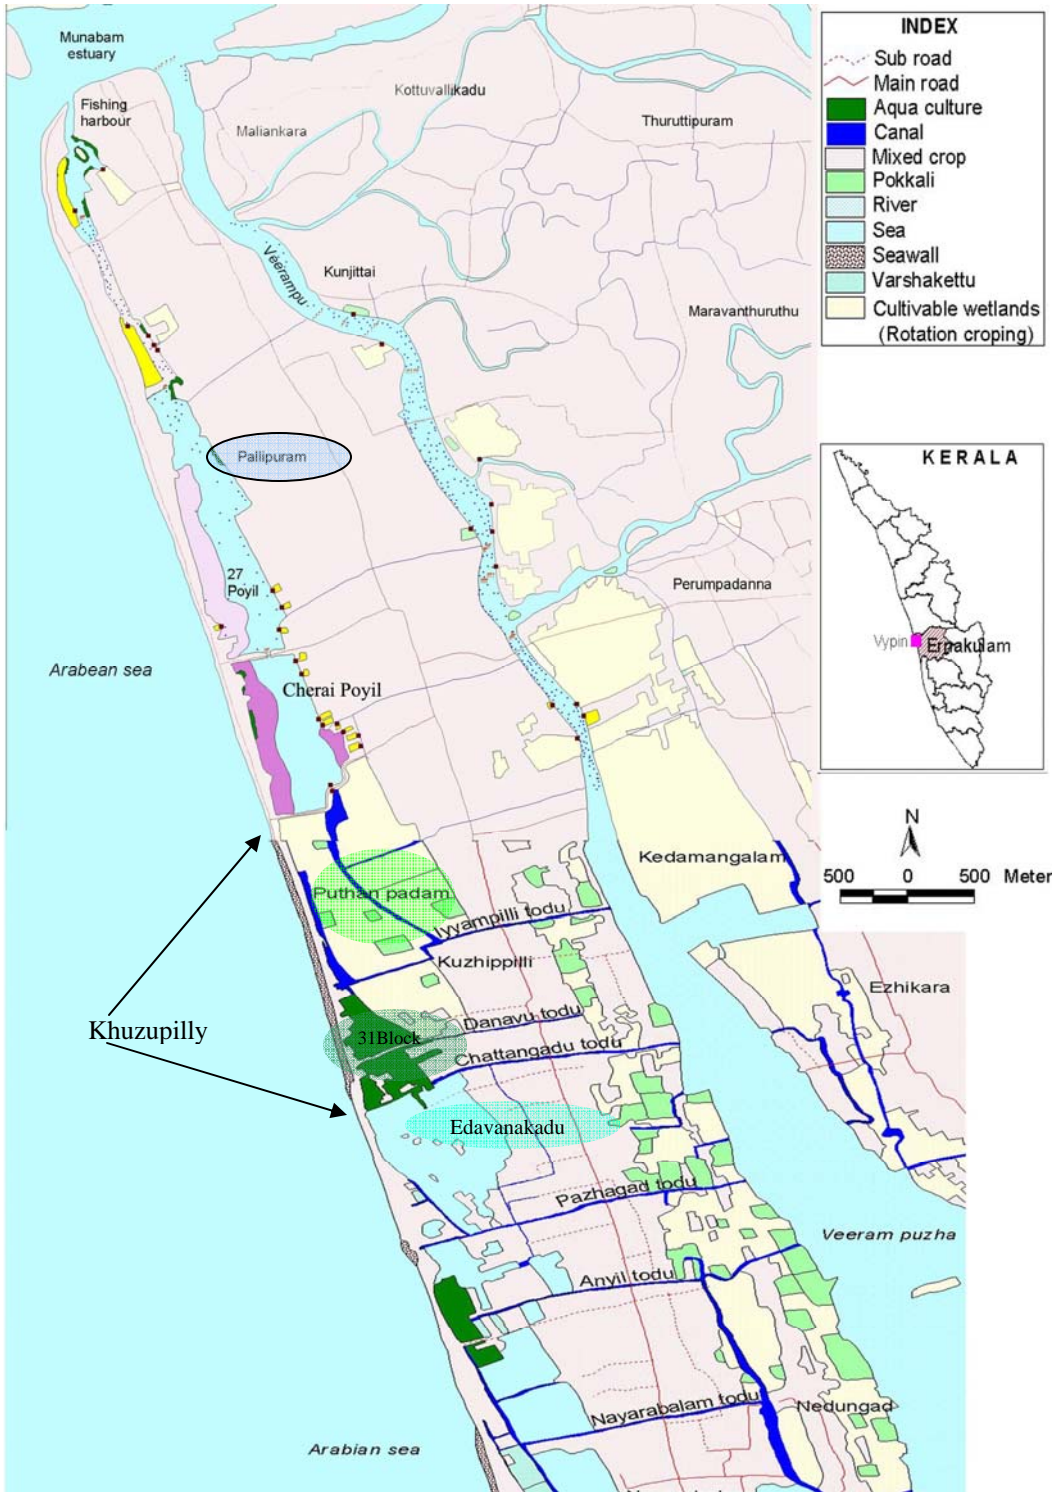 Munabam
estuary
Fishing
harbour
Maliankara
Kottuvallikadu
Thuruttipuram
Veerampu
Kunjittai
Maravanthuruthu
Pallipuram
27
Poyil
Perumpadanna
Arabean sea
Cherai Poyil
Kedamangalam
Puthan padam
Iyyampilli todu
Kuzhippilli
Ezhikara
Khuzupilly
31Block
Danavu todu
Chattangadu todu
Edavanakadu
Pazhagad todu
Veeram puzha
Anyil todu
Nayarabalam todu
Nedungad
Arabian sea
INDEX
Sub road
Main road
Aqua culture
Canal
Mixed crop
Pokkali
River
Sea
Seawall
Varshakettu
Cultivable wetlands
(Rotation croping)
KERALA
Vypin
Ernakulam
N
500 0 500 Meter